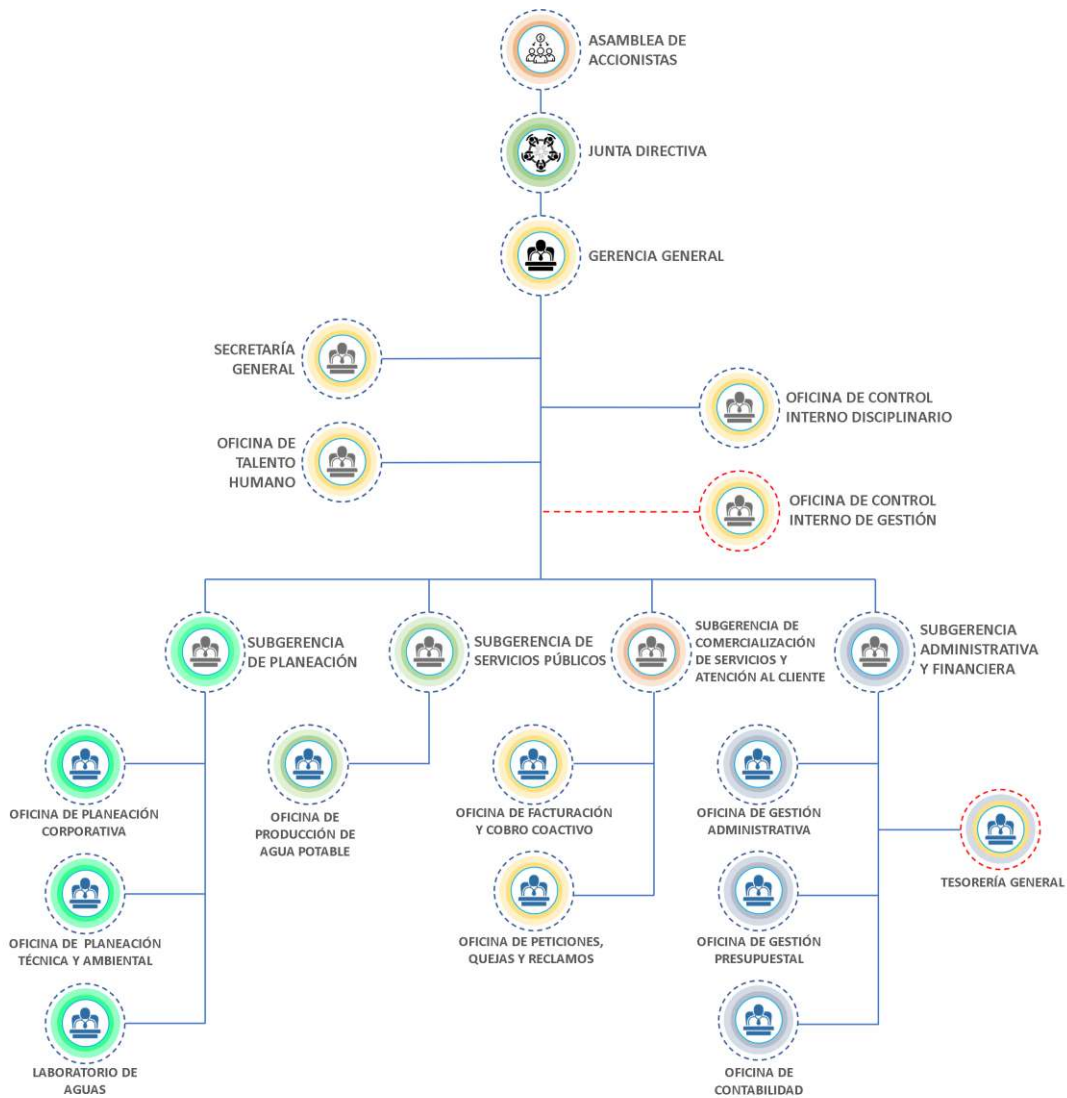 ASAMBLEA DE
ACCIONISTAS
JUNTA DIRECTIVA
GERENCIA GENERAL
SECRETARÍA
GENERAL
OFICINA DE CONTROL
INTERNO DISCIPLINARIO
OFICINA DE
TALENTO
HUMANO
OFICINA DE CONTROL
INTERNO DE GESTIÓN
SUBGERENCIA
DE PLANEACIÓN
SUBGERENCIA DE
SERVICIOS PÚBLICOS
SUBGERENCIA DE
COMERCIALIZACIÓN
DE SERVICIOS Y
ATENCIÓN AL CLIENTE
SUBGERENCIA
ADMINISTRATIVA
Y FINANCIERA
OFICINA DE PLANEACIÓN
CORPORATIVA
OFICINA DE
PRODUCCIÓN DE
AGUA POTABLE
OFICINA DE FACTURACIÓN
Y COBRO COACTIVO
OFICINA DE GESTIÓN
ADMINISTRATIVA
TESORERÍA GENERAL
OFICINA DE PLANEACIÓN
TÉCNICA Y AMBIENTAL
OFICINA DE PETICIONES,
QUEJAS Y RECLAMOS
OFICINA DE GESTIÓN
PRESUPUESTAL
LABORATORIO DE
AGUAS
OFICINA DE
CONTABILIDAD